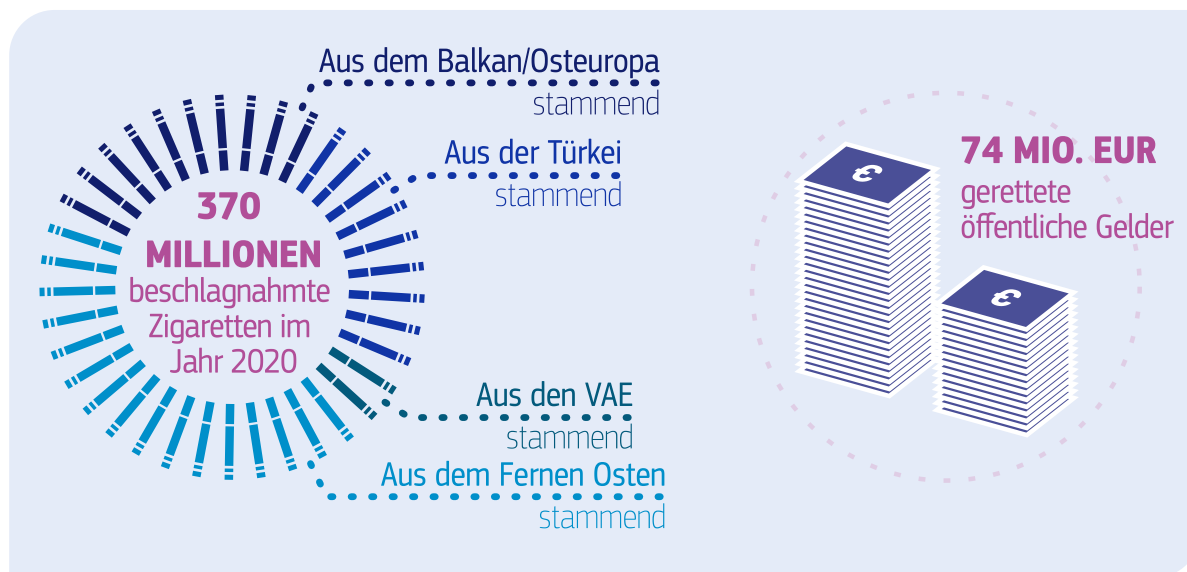 Aus dem Balkan/Osteuropa
stammend
Aus der Türkei
stammend
370
MILLIONEN
beschlagnahmte
Zigaretten im
Jahr 2020
Aus den VAE
stammend
Aus dem Fernen Osten
stammend
74 MIO. EUR
gerettete
öffentliche Gelder
€
€